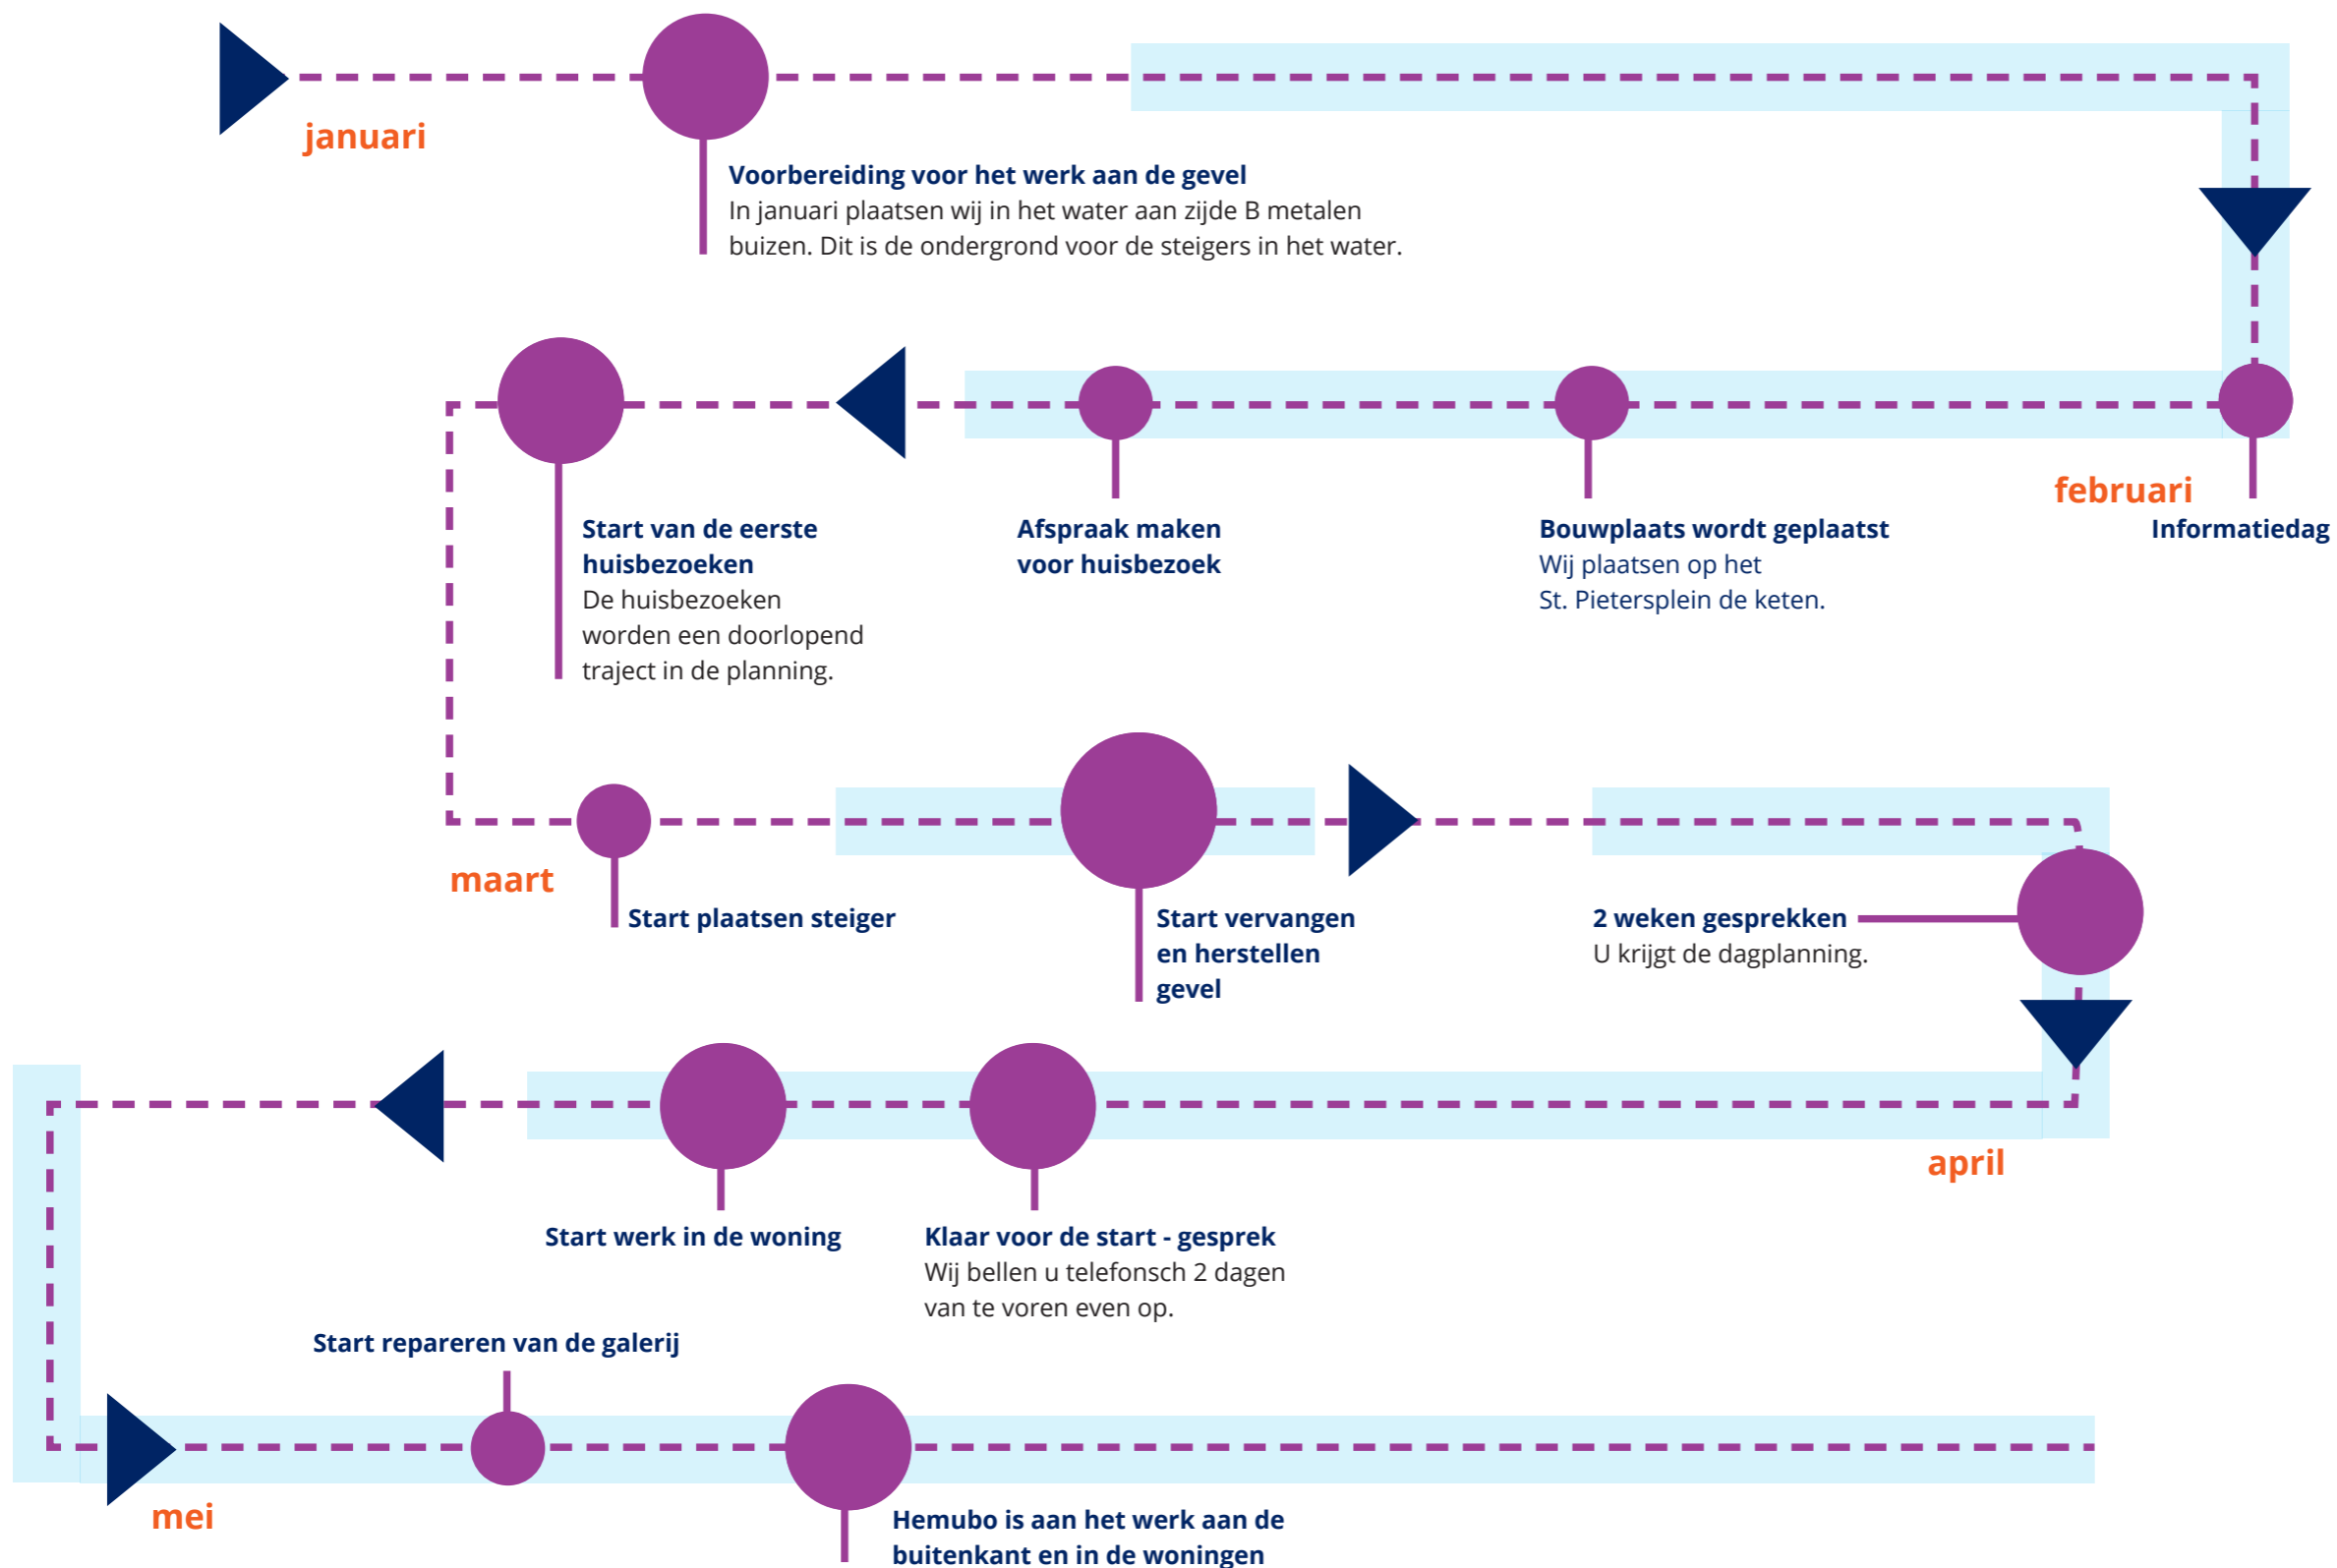 januari
Voorbereiding voor het werk aan de gevel
In januari plaatsen wij in het water aan zijde B metalen
buizen. Dit is de ondergrond voor de steigers in het water.
februari
Informatiedag
Bouwplaats wordt geplaatst
Wij plaatsen op het
St. Pietersplein de keten.
Afspraak maken
voor huisbezoek
Start van de eerste
huisbezoeken
De huisbezoeken
worden een doorlopend
traject in de planning.
maart
Start plaatsen steiger
Start vervangen
en herstellen
gevel
2 weken gesprekken
U krijgt de dagplanning.
april
Klaar voor de start - gesprek
Wij bellen u telefonsch 2 dagen
van te voren even op.
Start werk in de woning
mei
Start repareren van de galerij
Hemubo is aan het werk aan de
buitenkant en in de woningen